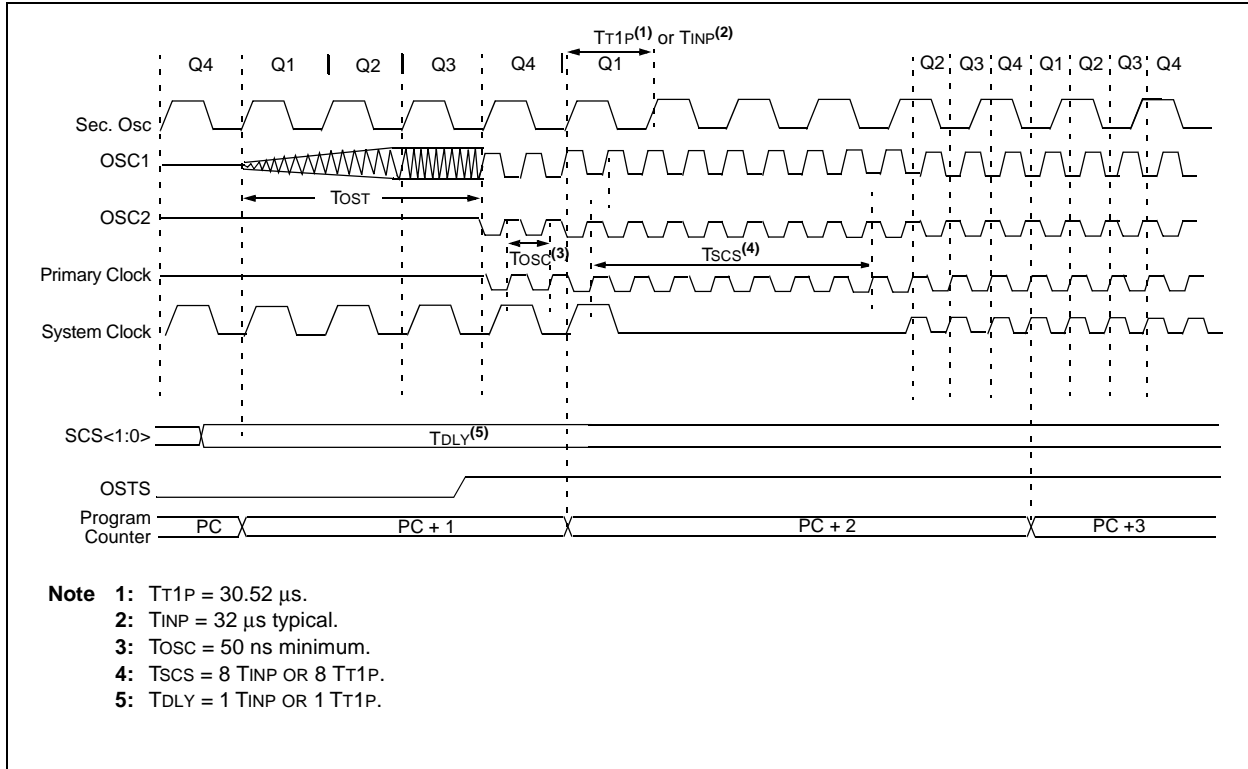 TT1P(1) or TINP(2)
Q4 Q1 Q2 Q3 Q4 Q1 Q2 Q3 Q4 Q1 Q2 Q3 Q4
Sec. Osc
OSC1
TOST
OSC2
TOSC(3) TSCS(4)
Primary Clock
System Clock
SCS<1:0> TDLY(5)
OSTS
Program
Counter PC PC + 1 PC + 2 PC +3
Note 1: TT1P = 30.52 μs.
2: TINP = 32 μs typical.
3: TOSC = 50 ns minimum.
4: TSCS = 8 TINP OR 8 TT1P.
5: TDLY = 1 TINP OR 1 TT1P.